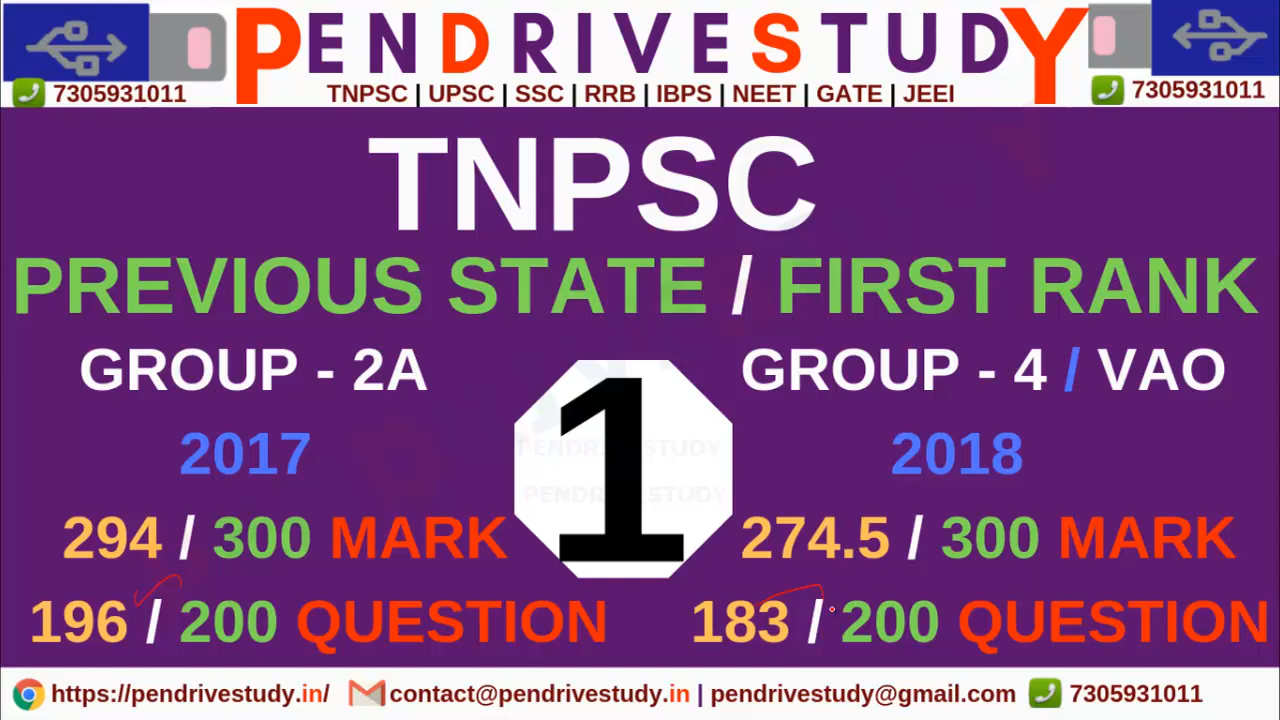 PENDRIVESTUDY
7305931011 TNPSC | UPSC | SSC | RRB | IBPS | NEET | GATE | JEEI 7305931011
TNPSC
PREVIOUS STATE / FIRST RANK
GROUP - 2A
2017
294 / 300 MARK
196 / 200 QUESTION
1
PENDRIVESTUDY
PENDRIVESTUDY
GROUP - 4 / VAO
2018
274.5 / 300 MARK
183 / 200 QUESTION
https://pendrivestudy.in/ contact@pendrivestudy.in | pendrivestudy@gmail.com 7305931011